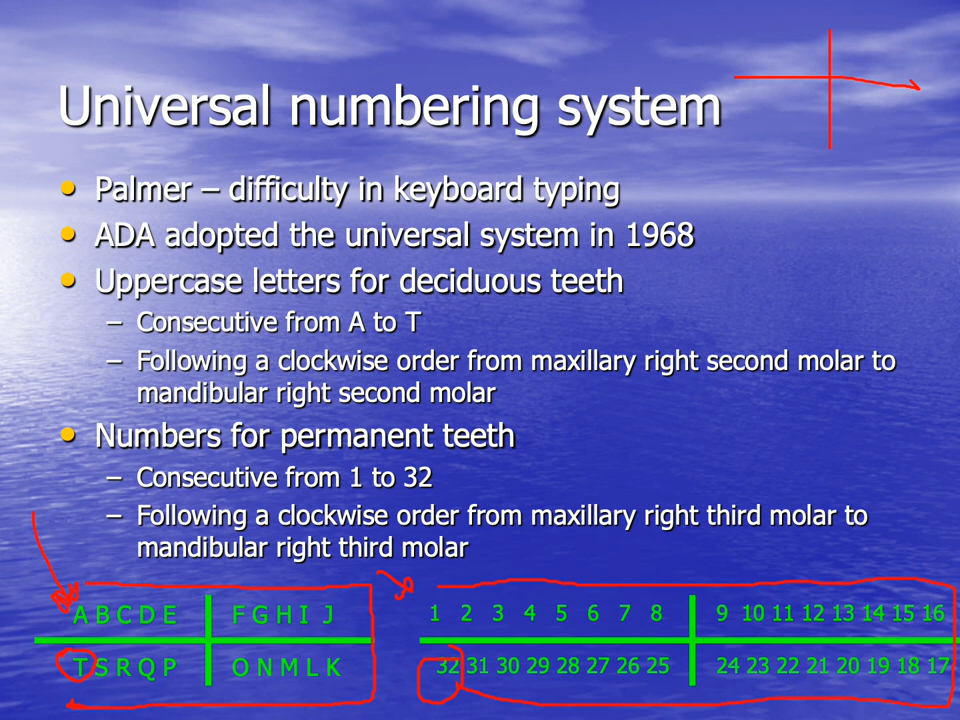 Universal numbering system
• Palmer – difficulty in keyboard typing
• ADA adopted the universal system in 1968
• Uppercase letters for deciduous teeth
– Consecutive from A to T
– Following a clockwise order from maxillary right second molar to
mandibular right second molar
• Numbers for permanent teeth
– Consecutive from 1 to 32
– Following a clockwise order from maxillary right third molar to
mandibular right third molar
A B C D E F G H I J
T S R Q P O N M L K
1 2 3 4 5 6 7 8 9 10 11 12 13 14 15 16
32 31 30 29 28 27 26 25 24 23 22 21 20 19 18 17